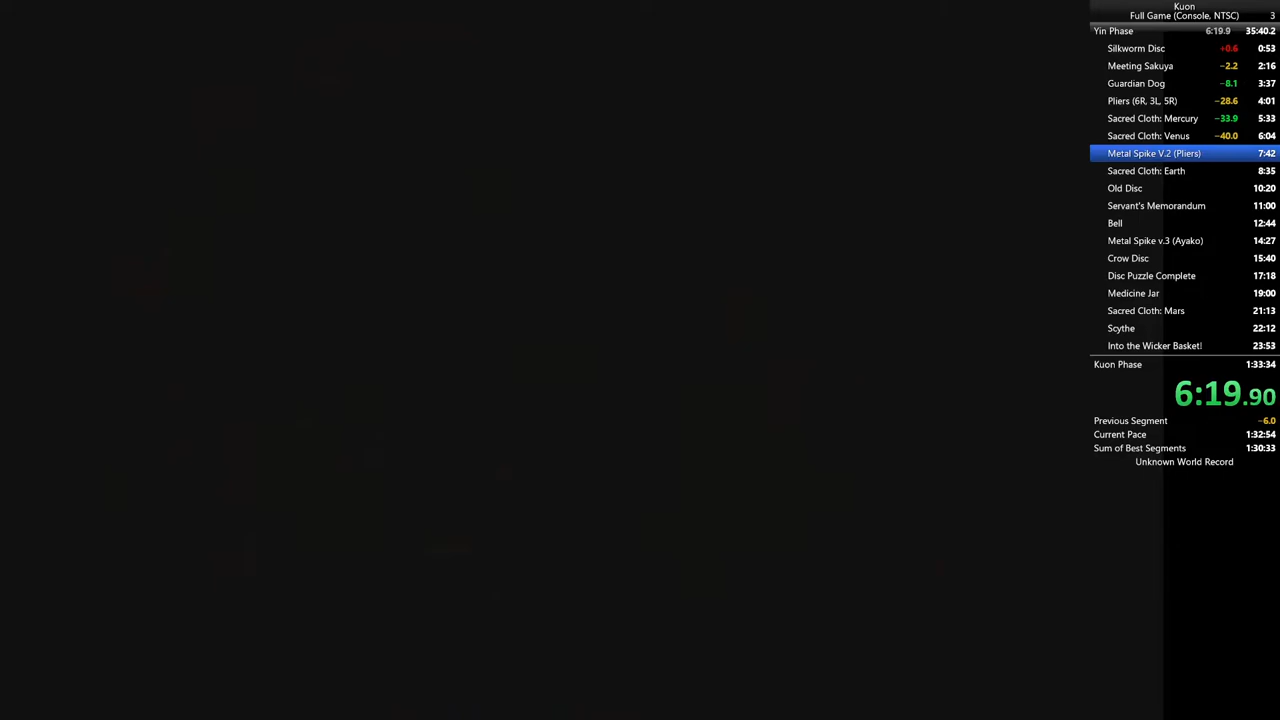 Kuon
Full Game (Console, NTSC) 3
Yin Phase 6:19.9 35:40.2
Silkworm Disc +0.6 0:53
Meeting Sakuya −2.2 2:16
Guardian Dog −8.1 3:37
Pliers (6R, 3L, 5R) −28.6 4:01
Sacred Cloth: Mercury −33.9 5:33
Sacred Cloth: Venus −40.0 6:04
Metal Spike V.2 (Pliers) 7:42
Sacred Cloth: Earth 8:35
Old Disc 10:20
Servant's Memorandum 11:00
Bell 12:44
Metal Spike v.3 (Ayako) 14:27
Crow Disc 15:40
Disc Puzzle Complete 17:18
Medicine Jar 19:00
Sacred Cloth: Mars 21:13
Scythe 22:12
Into the Wicker Basket! 23:53
Kuon Phase 1:33:34
6:19.90
Previous Segment −6.0
Current Pace 1:32:54
Sum of Best Segments 1:30:33
Unknown World Record